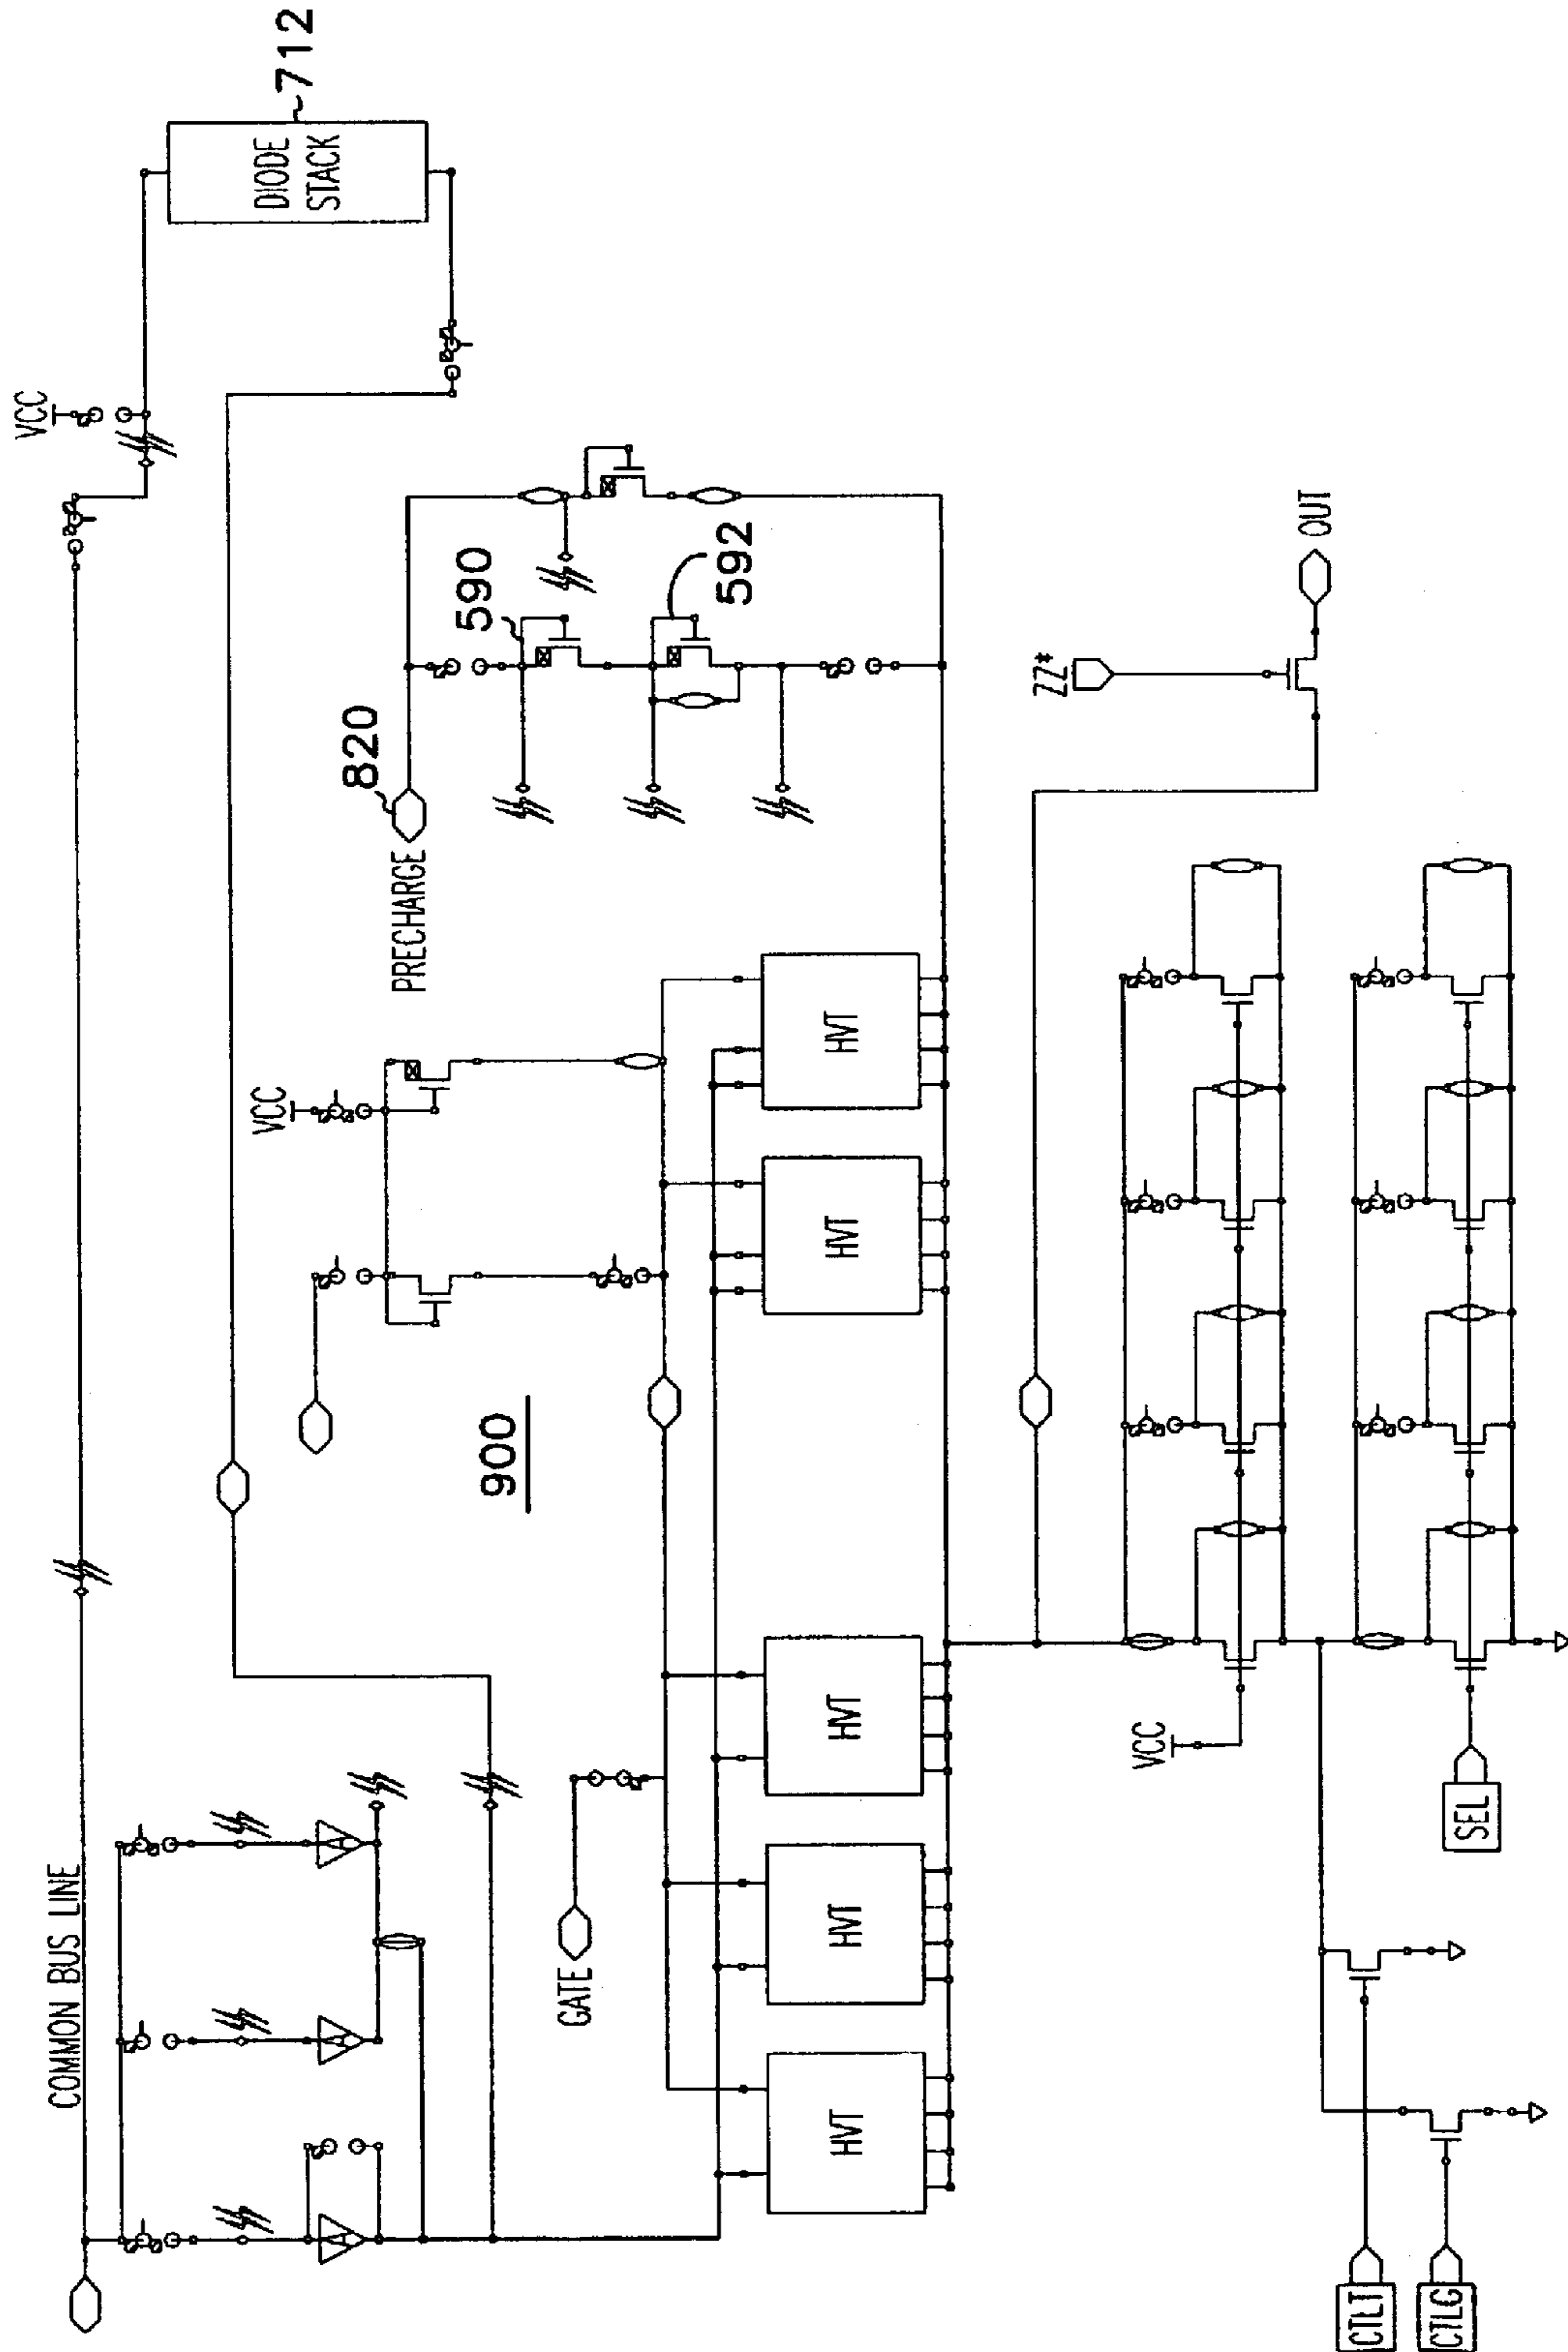 COMMON BUS LINE
VCC
DIODE
STACK
712
820
PRECHARGE
590
592
VCC
900
GATE
HVT
HVT
HVT
HVT
HVT
ZZ*
OUT
VCC
SEL
CTLT
CTLG